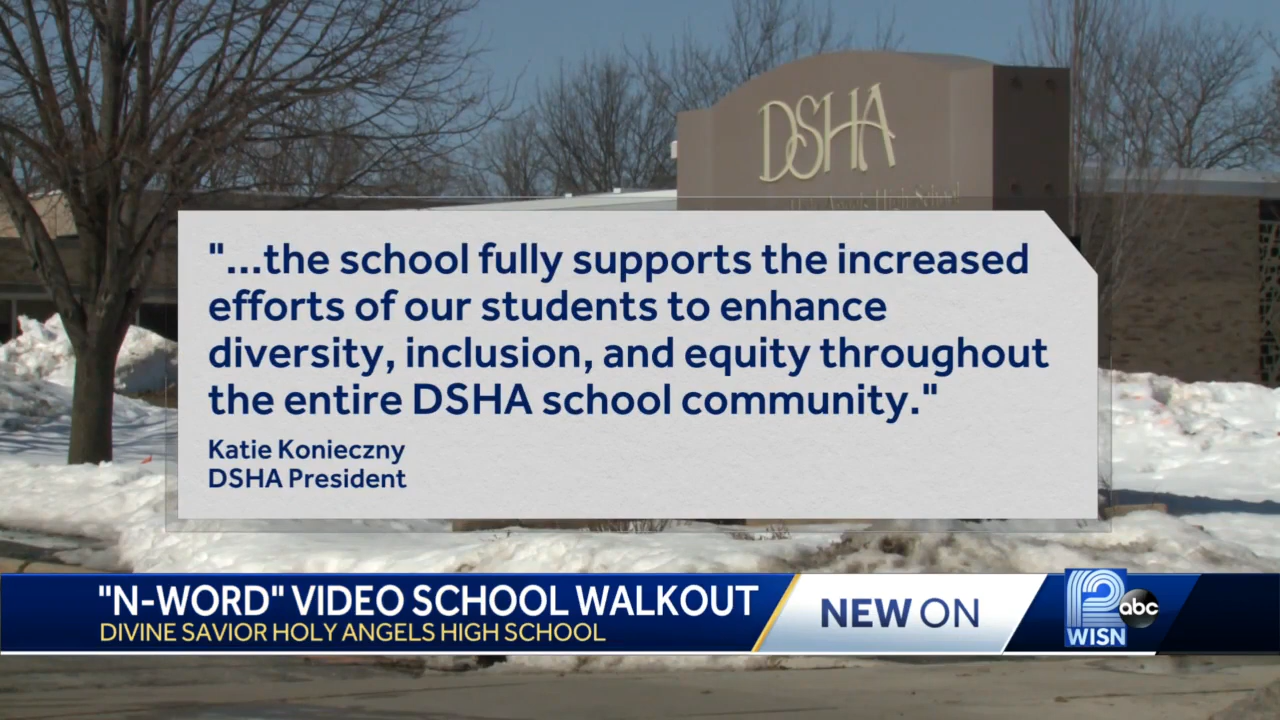 DSHA
High School
"...the school fully supports the increased
efforts of our students to enhance
diversity, inclusion, and equity throughout
the entire DSHA school community."
Katie Konieczny
DSHA President
"N-WORD" VIDEO SCHOOL WALKOUT
DIVINE SAVIOR HOLY ANGELS HIGH SCHOOL
NEW ON
12
abc
WISN